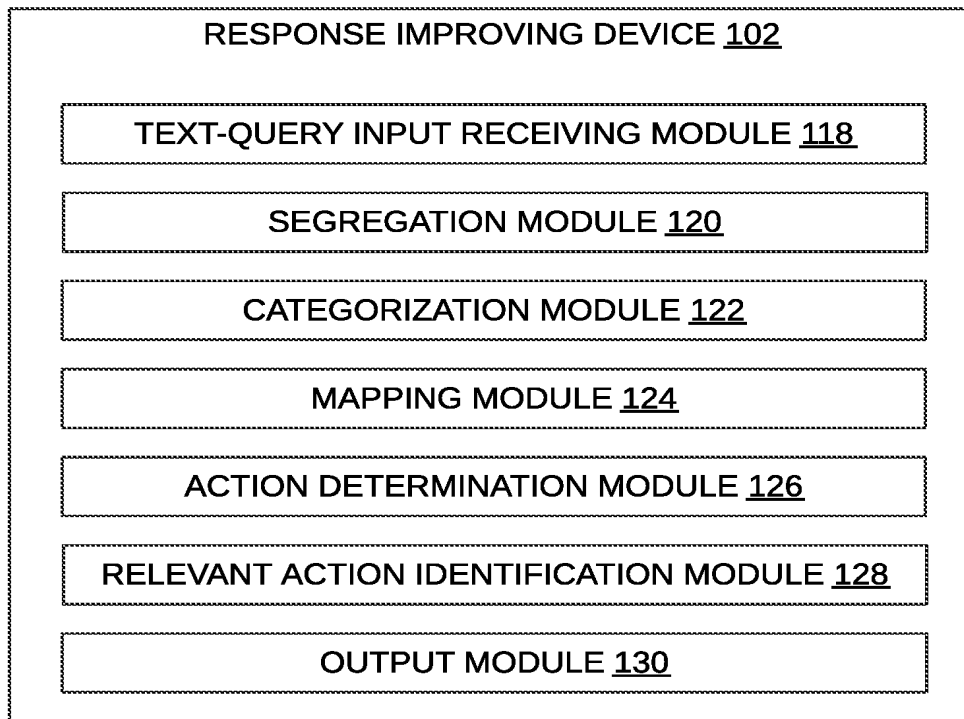 RESPONSE IMPROVING DEVICE 102
TEXT-QUERY INPUT RECEIVING MODULE 118
SEGREGATION MODULE 120
CATEGORIZATION MODULE 122
MAPPING MODULE 124
ACTION DETERMINATION MODULE 126
RELEVANT ACTION IDENTIFICATION MODULE 128
OUTPUT MODULE 130